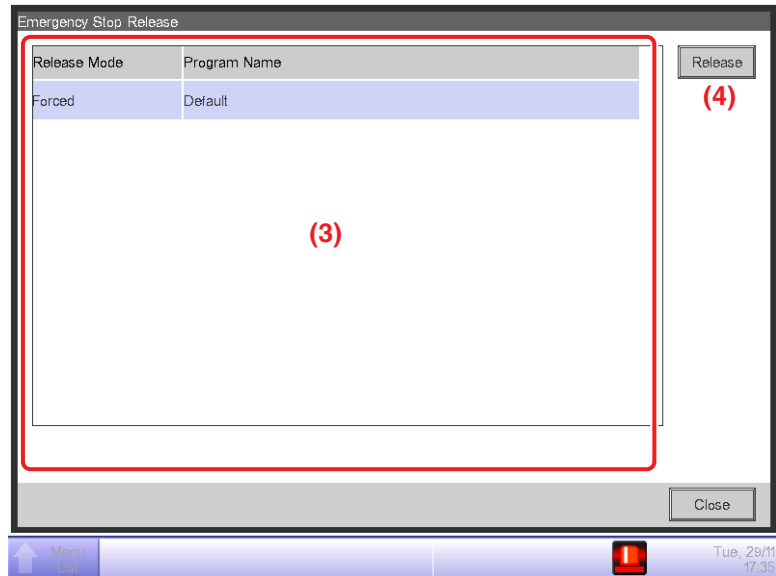 Emergency Stop Release
Release Mode Program Name
Release
Forced Default
(4)
(3)
Close
Menu
List
Tue, 29/11
17:35